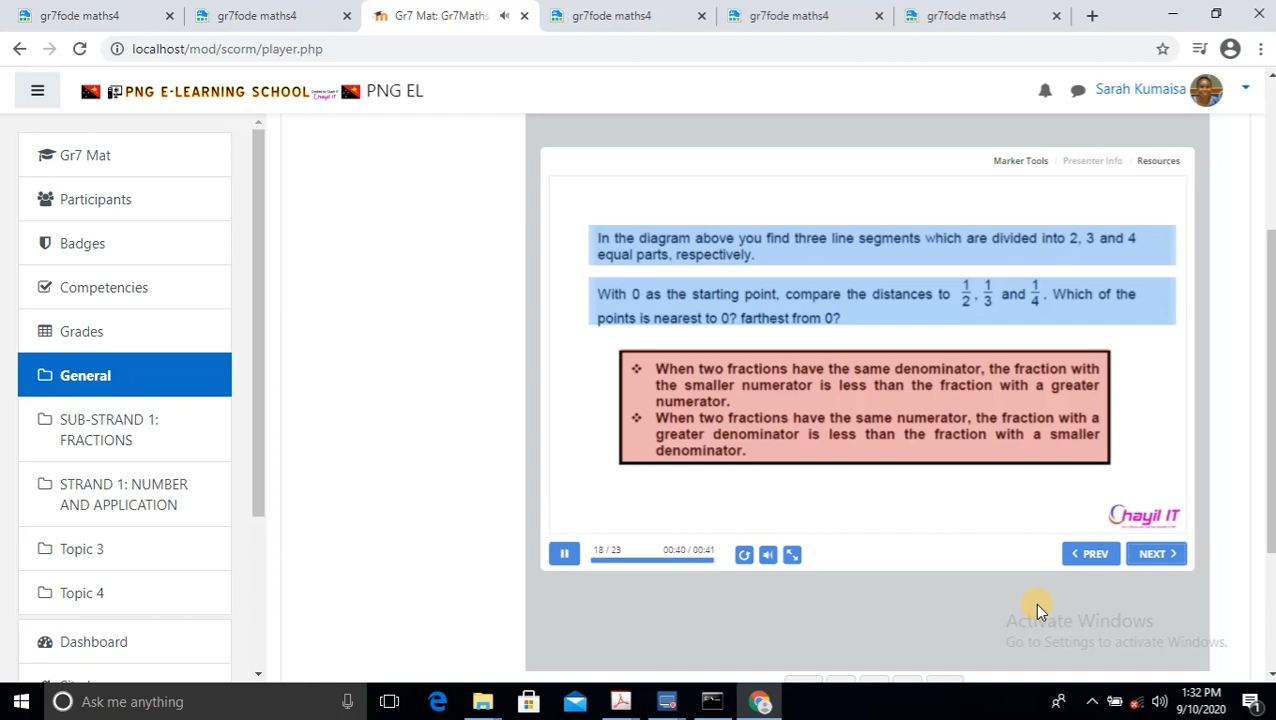 gr7fode maths4
gr7fode maths4
Gr7 Mat: Gr7Maths
gr7fode maths4
gr7fode maths4
gr7fode maths4
localhost/mod/scorm/player.php
PNG E-LEARNING SCHOOL
Chayil IT
PNG EL
Sarah Kumaisa
Gr7 Mat
Participants
Badges
Competencies
Grades
General
SUB-STRAND 1:
FRACTIONS
STRAND 1: NUMBER
AND APPLICATION
Topic 3
Topic 4
Dashboard
Marker Tools
Presenter Info
Resources
In the diagram above you find three line segments which are divided into 2, 3 and 4
equal parts, respectively.
With 0 as the starting point, compare the distances to 1/2, 1/3 and 1/4. Which of the
points is nearest to 0? farthest from 0?
❖ When two fractions have the same denominator, the fraction with
the smaller numerator is less than the fraction with a greater
numerator.
❖ When two fractions have the same numerator, the fraction with a
greater denominator is less than the fraction with a smaller
denominator.
Chayil IT
18 / 23
00:40 / 00:41
PREV
NEXT
Activate Windows
Go to Settings to activate Windows.
Ask me anything
1:32 PM
9/10/2020
1